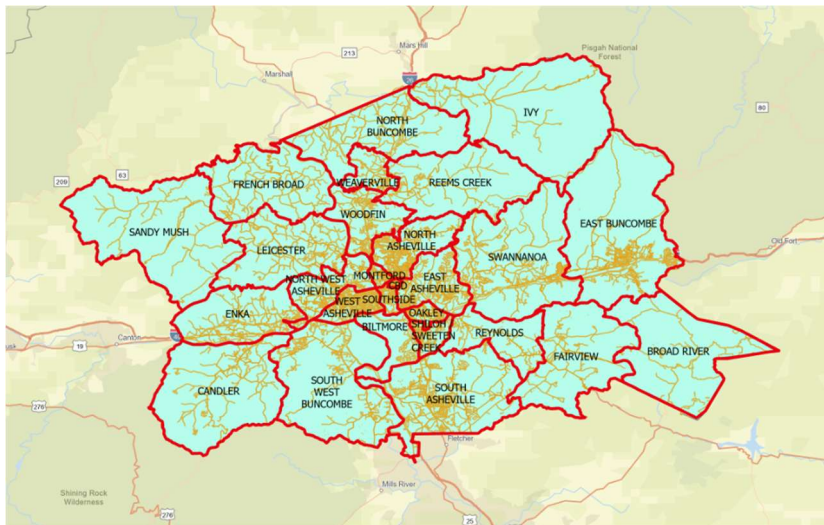 Pisgah National
Forest
Mars Hill
213
Marshal
26
IVY
80
NORTH
BUNCOMBE
63
209
FRENCH BROAD
WEAVERVILLE
REEMS CREEK
WOODFIN
SANDY MUSH
EAST BUNCOMBE
NORTH
ASHEVILLE
LEICESTER
SWANNANOA
Old Fort
MONTFORD
NORTH WEST
ASHEVILLE
EAST
ASHEVILLE
CBD
SOUTHSIDE
WEST
ASHEVILLE
ENKA
OAKLEY
SHILOH
SWEETEN
CREEK
BILTMORE
REYNOLDS
Canton
19
FAIRVIEW
BROAD RIVER
CANDLER
SOUTH
WEST
BUNCOMBE
SOUTH
ASHEVILLE
276
Fletcher
Mills River
Shining Rock
Wilderness
276
25